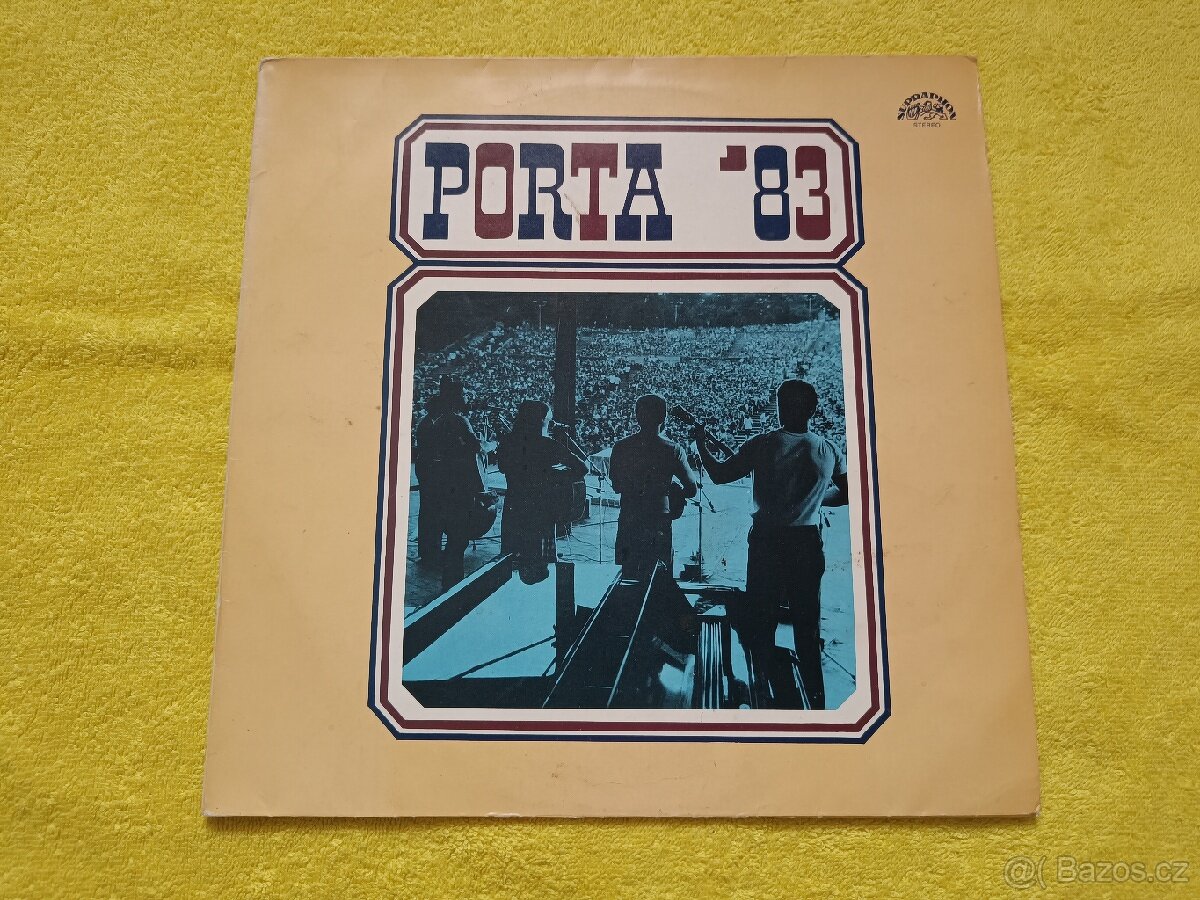 SUPRAPHON
STEREO
PORTA '83
@( Bazos.cz